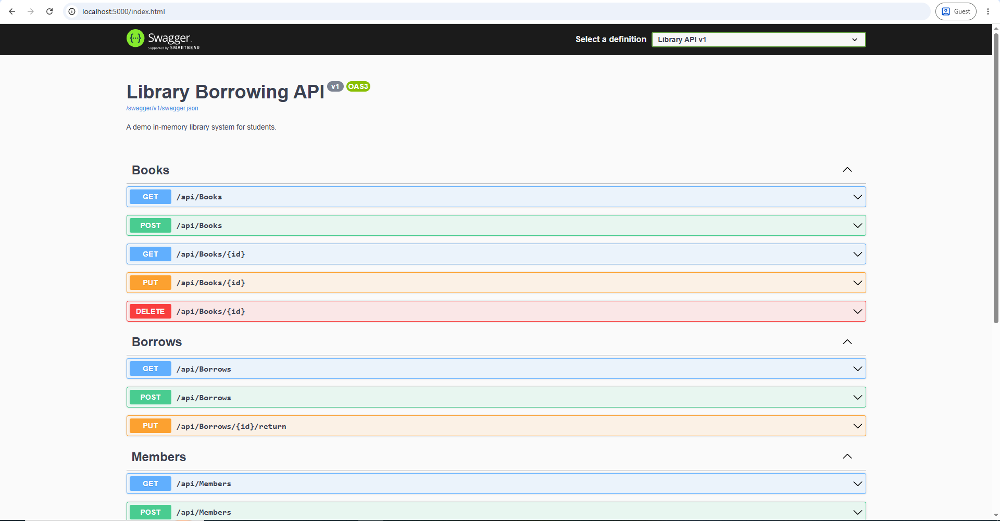 localhost:5000/index.html
Guest
Swagger
Supported by SMARTBEAR
Select a definition
Library API v1
Library Borrowing API v1 OAS3
/swagger/v1/swagger.json
A demo in-memory library system for students.
Books
GET /api/Books
POST /api/Books
GET /api/Books/{id}
PUT /api/Books/{id}
DELETE /api/Books/{id}
Borrows
GET /api/Borrows
POST /api/Borrows
PUT /api/Borrows/{id}/return
Members
GET /api/Members
POST /api/Members